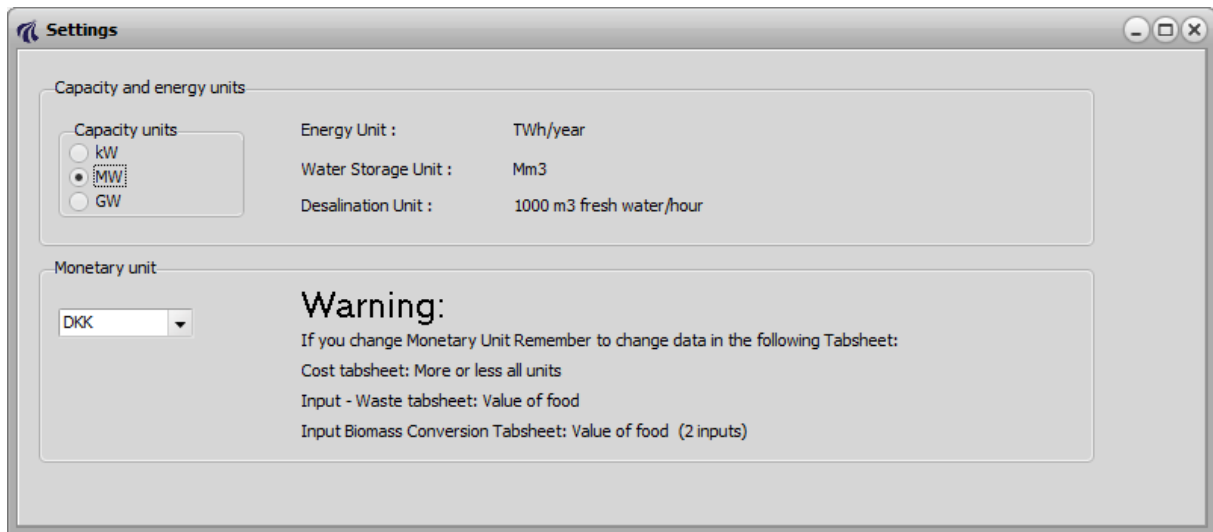 Settings
Capacity and energy units
Capacity units
kW
MW
GW
Energy Unit : TWh/year
Water Storage Unit : Mm3
Desalination Unit : 1000 m3 fresh water/hour
Monetary unit
DKK
Warning:
If you change Monetary Unit Remember to change data in the following Tabsheet:
Cost tabsheet: More or less all units
Input - Waste tabsheet: Value of food
Input Biomass Conversion Tabsheet: Value of food (2 inputs)